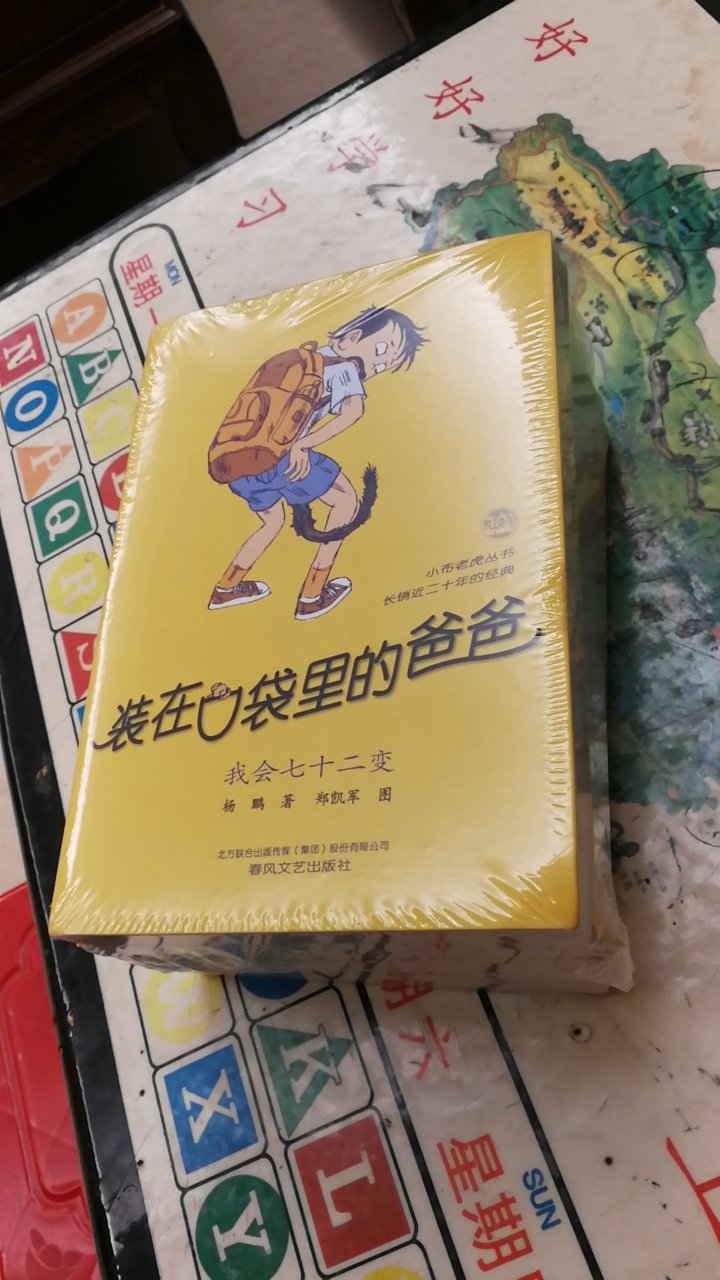 好好学习
MON
星期一
A
N
B
O
C
P
D
Q
R
S
小布老虎丛书
长销近二十年的经典
装在口袋里的爸爸
我会七十二变
杨鹏 著 郑凯军 图
北方联合出版传媒（集团）股份有限公司
春风文艺出版社
W
期六
K
X
L
Y
SUN
星期